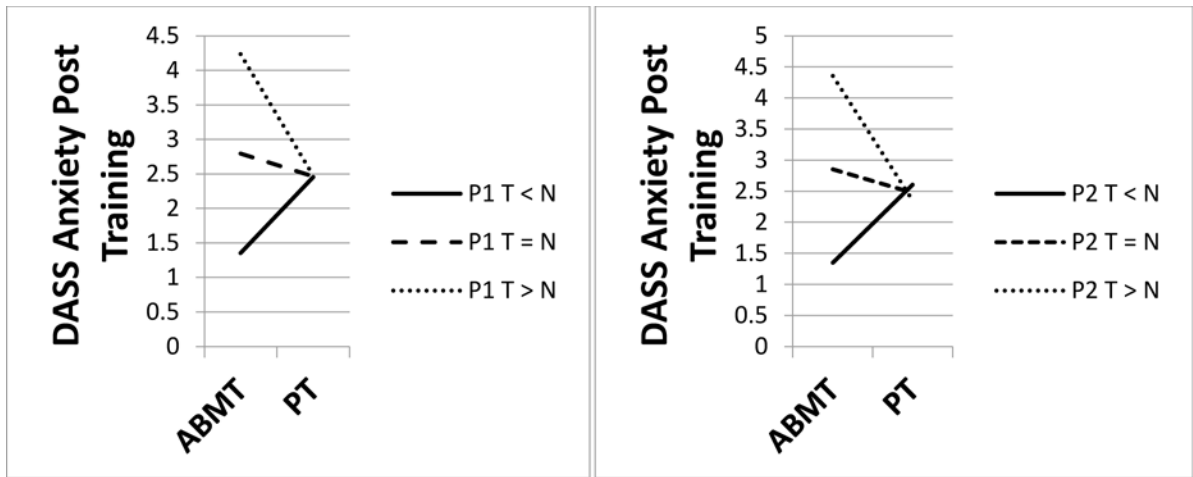 DASS Anxiety Post
Training
4.5
4
3.5
3
2.5
2
1.5
1
0.5
0
ABMT
PT
P1 T < N
P1 T = N
P1 T > N
DASS Anxiety Post
Training
5
4.5
4
3.5
3
2.5
2
1.5
1
0.5
0
ABMT
PT
P2 T < N
P2 T = N
P2 T > N